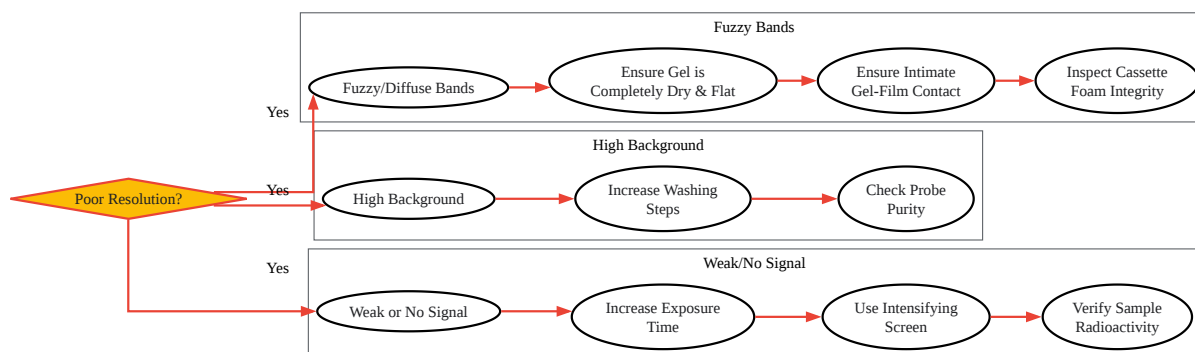 Fuzzy Bands
Fuzzy/Diffuse Bands
Ensure Gel is
Completely Dry & Flat
Ensure Intimate
Gel-Film Contact
Inspect Cassette
Foam Integrity
Yes
High Background
Poor Resolution?
Yes
High Background
Increase Washing
Steps
Check Probe
Purity
Yes
Weak/No Signal
Weak or No Signal
Increase Exposure
Time
Use Intensifying
Screen
Verify Sample
Radioactivity